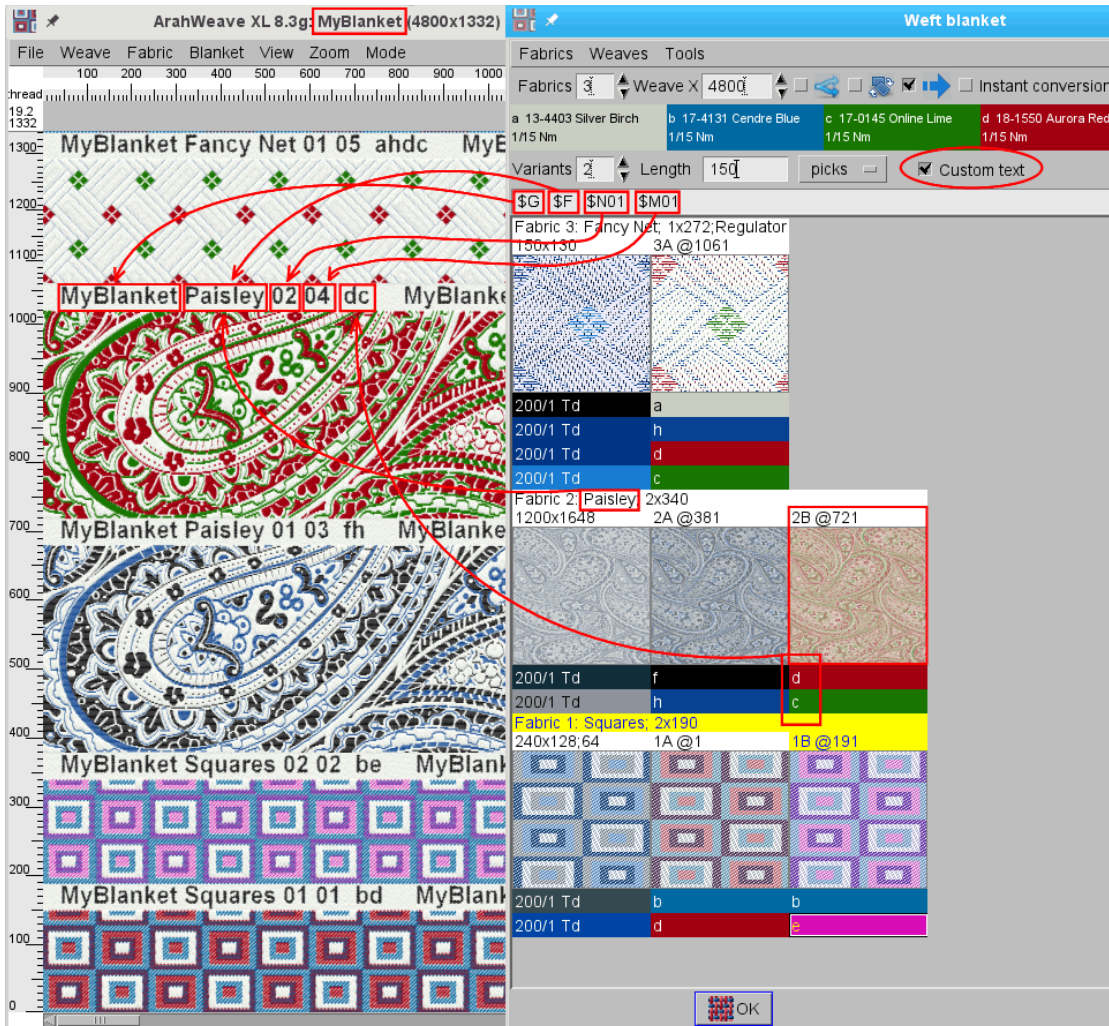 ArahWeave XL 8.3g: MyBlanket (4800x1332)
File Weave Fabric Blanket View Zoom Mode
100 200 300 400 500 600 700 800 900 1000
thread
19.2
1332
1300
MyBlanket Fancy Net 01 05 ahdc MyB
1200
1100
MyBlanket Paisley 02 04 dc MyBlanke
1000
900
800
700
MyBlanket Paisley 01 03 fh MyBlanke
600
500
400
MyBlanket Squares 02 02 be MyBlank
300
200
MyBlanket Squares 01 01 bd MyBlank
100
0
Weft blanket
Fabrics Weaves Tools
Fabrics 3 Weave X 4800 Instant conversion
a 13-4403 Silver Birch
1/15 Nm
b 17-4131 Cendre Blue
1/15 Nm
c 17-0145 Online Lime
1/15 Nm
d 18-1550 Aurora Red
1/15 Nm
Variants 2 Length 150 picks Custom text
$G $F $N01 $M01
Fabric 3: Fancy Net; 1x272;Regulator
150x130 3A @1061
200/1 Td a
200/1 Td h
200/1 Td d
200/1 Td c
Fabric 2: Paisley; 2x340
1200x1648 2A @381 2B @721
200/1 Td f d
200/1 Td h c
Fabric 1: Squares; 2x190
240x128;64 1A @1 1B @191
200/1 Td b b
200/1 Td d e
OK